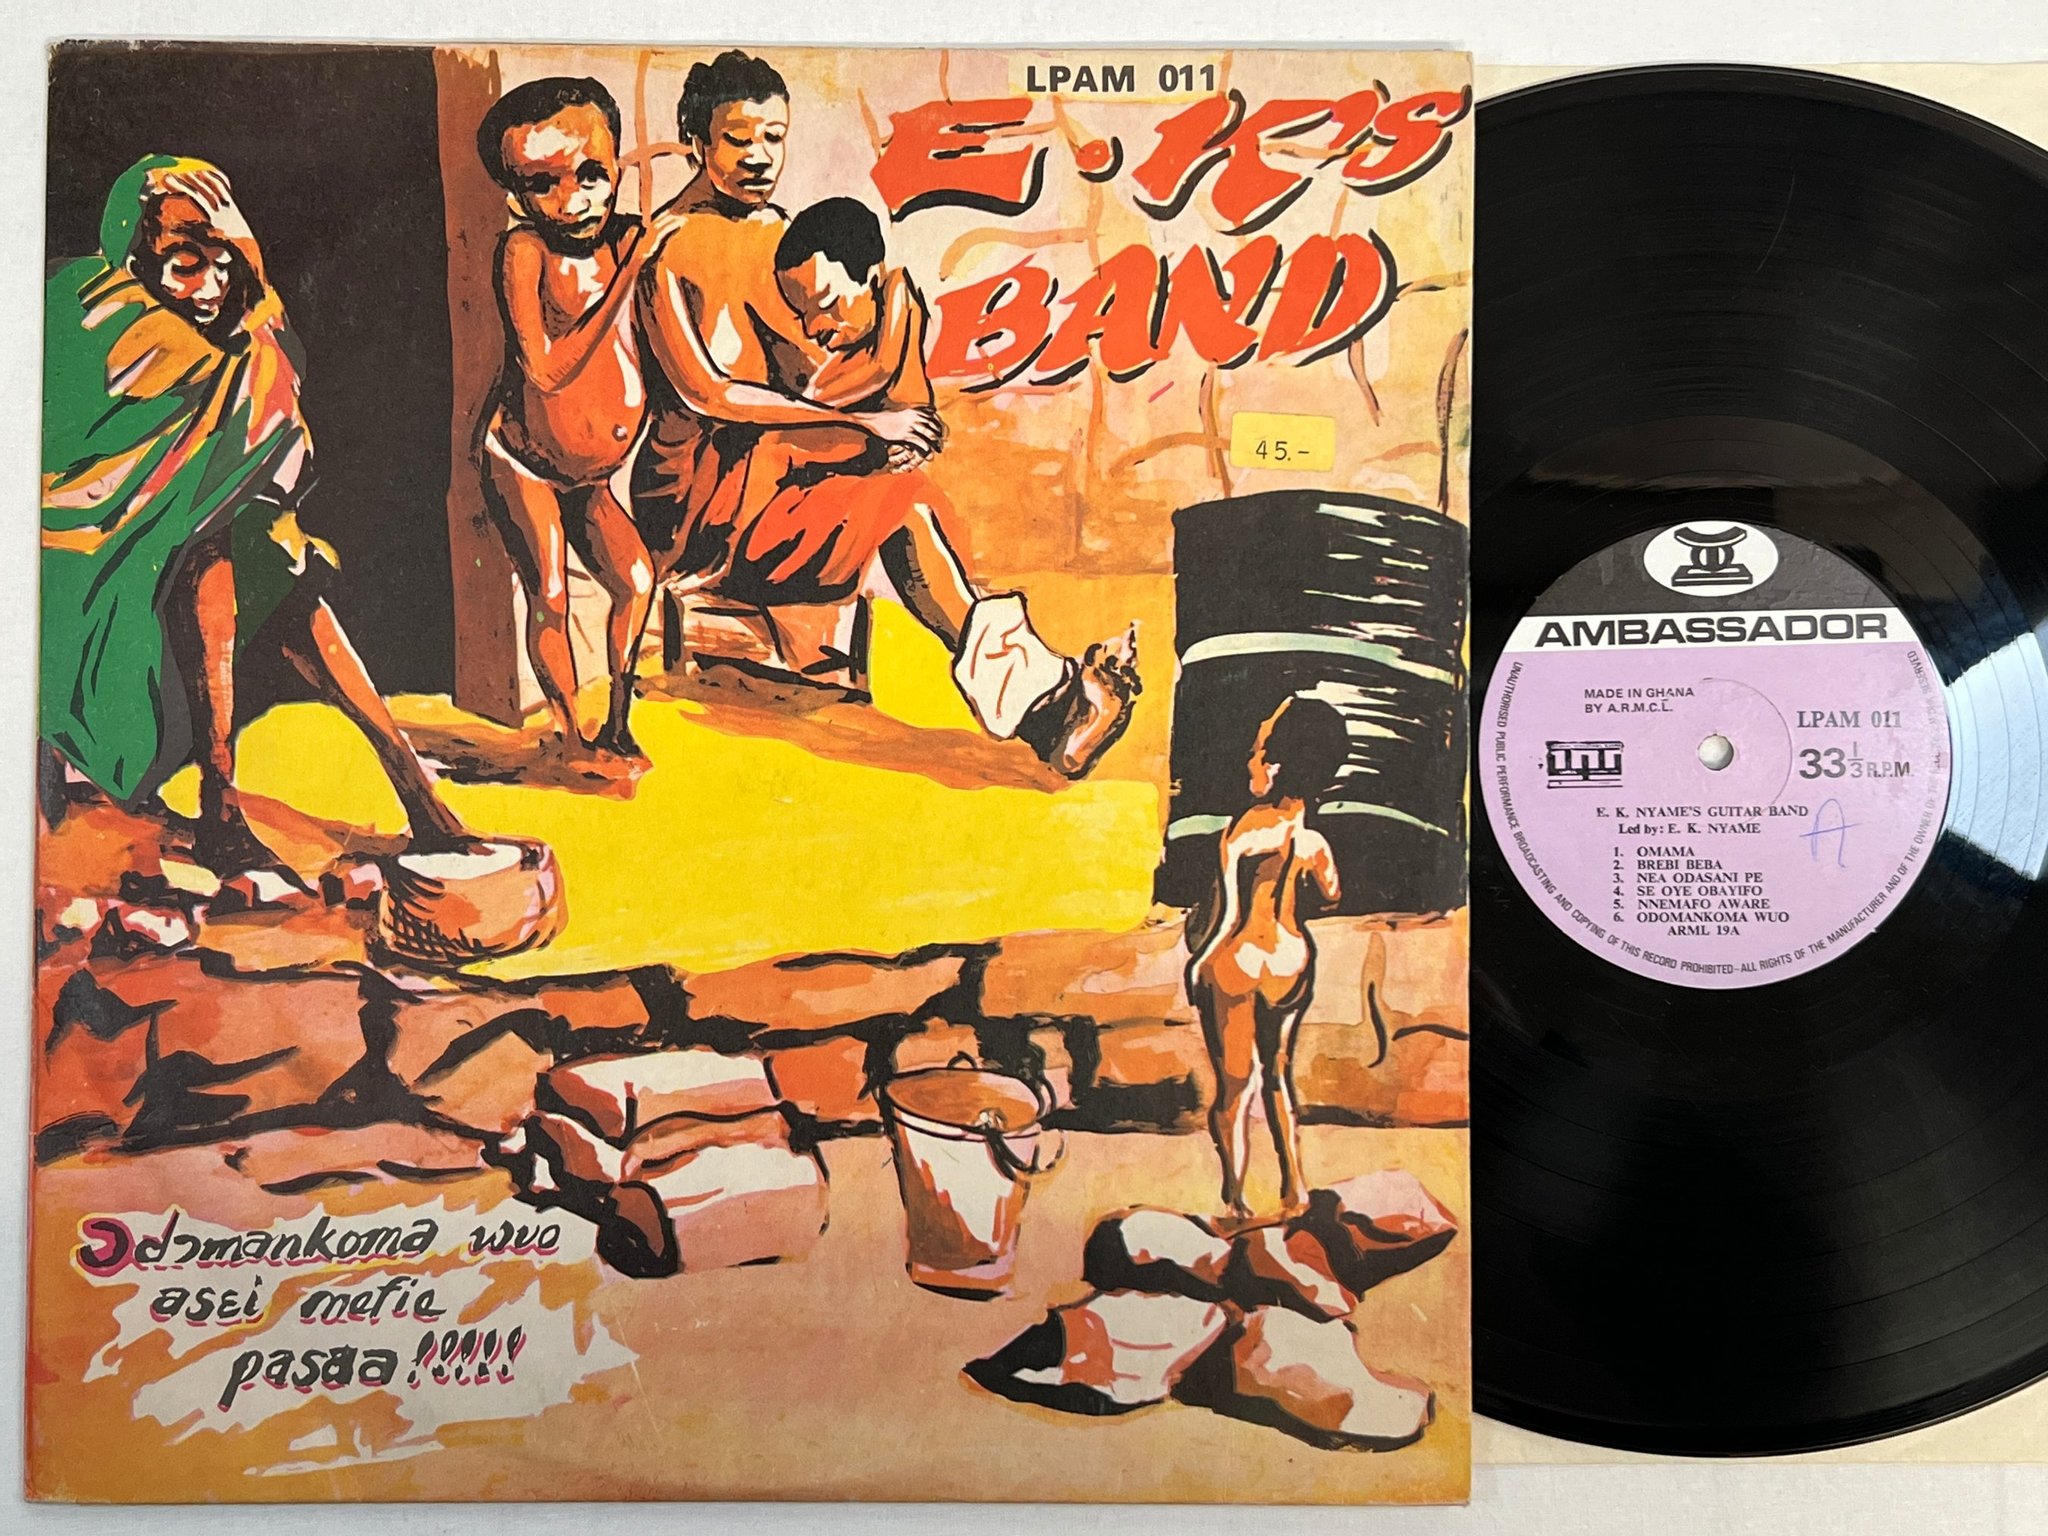 LPAM 011
E.K'S
BAND
45.-
Ɔdɔmankoma wuo
asɛi mefie
pasaa!!!!!
AMBASSADOR
MADE IN GHANA
BY A.R.M.C.L.
LPAM 011
33 1/3 R.P.M.
E. K. NYAME'S GUITAR BAND
Led by: E. K. NYAME
A
1. OMAMA
2. BREBI BEBA
3. NEA ODASANI PE
4. SE OYE OBAYIFO
5. NNEMAFO AWARE
6. ODOMANKOMA WUO
ARML 19A
UNAUTHORISED PUBLIC PERFORMANCE BROADCASTING AND COPYING OF THIS RECORD PROHIBITED-ALL RIGHTS OF THE MANUFACTURER AND OF THE OWNER OF RESERVED